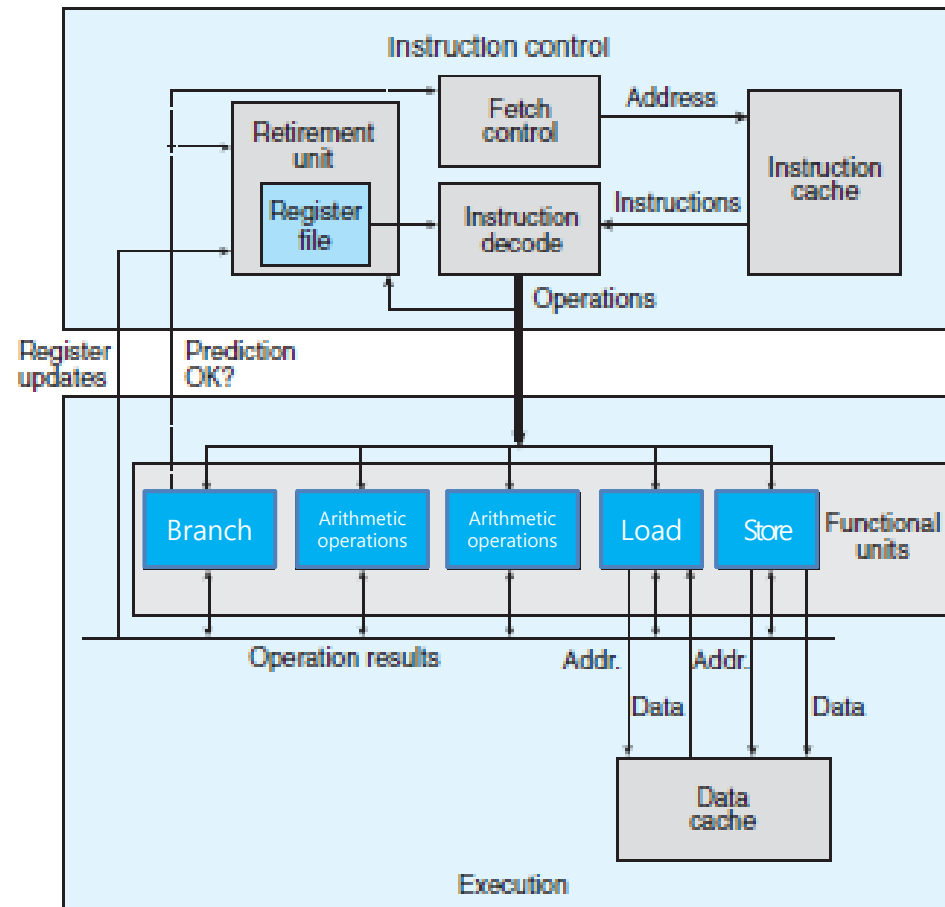 Instruction control
Fetch
control
Address
Retirement
unit
Instruction
cache
Register
file
Instruction
decode
Instructions
Operations
Register
updates
Prediction
OK?
Branch
Arithmetic
operations
Arithmetic
operations
Load
Store
Functional
units
Operation results
Addr.
Addr.
Data
Data
Data
cache
Execution